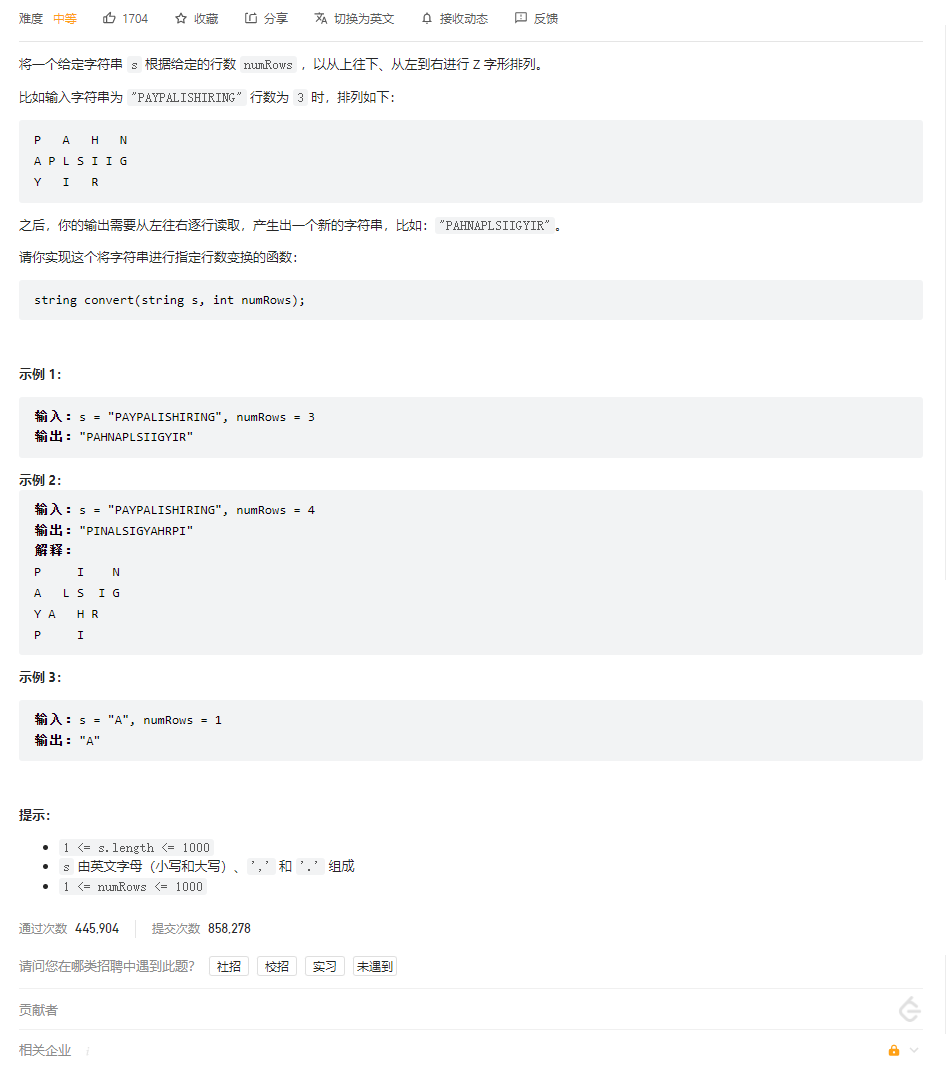 难度 中等 1704 收藏 分享 切换为英文 接收动态 反馈
将一个给定字符串 s 根据给定的行数 numRows ，以从上往下、从左到右进行 Z 字形排列。
比如输入字符串为 "PAYPALISHIRING" 行数为 3 时，排列如下：
P   A   H   N
A P L S I I G
Y   I   R
之后，你的输出需要从左往右逐行读取，产生出一个新的字符串，比如："PAHNAPLSIIGYIR"。
请你实现这个将字符串进行指定行数变换的函数：
string convert(string s, int numRows);
示例 1：
输入：s = "PAYPALISHIRING", numRows = 3
输出："PAHNAPLSIIGYIR"
示例 2：
输入：s = "PAYPALISHIRING", numRows = 4
输出："PINALSIGYAHRPI"
解释：
P     I    N
A   L S  I G
Y A   H R
P     I
示例 3：
输入：s = "A", numRows = 1
输出："A"
提示：
1 <= s.length <= 1000
s 由英文字母（小写和大写）、',' 和 '.' 组成
1 <= numRows <= 1000
通过次数 445,904 提交次数 858,278
请问您在哪类招聘中遇到此题？ 社招 校招 实习 未遇到
贡献者
相关企业 i